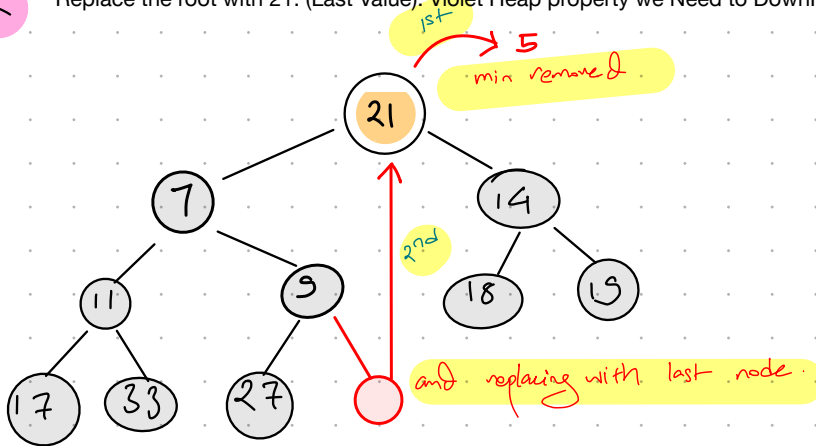 Replace the root with 21. (Last Value). Violet Heap property we Need to Down
1st
5
min removed
21
7
14
2nd
11
9
18
19
17
33
27
and replacing with last node.